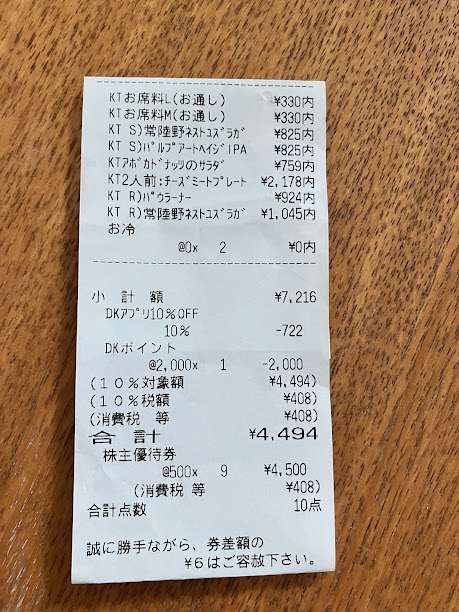 KTお席料L(お通し) ¥330内
KTお席料M(お通し) ¥330内
KT S)常陸野ﾈｽﾄﾕｽﾞﾗｶﾞ ¥825内
KT S)ﾊﾟﾙﾌﾟｱｰﾄﾍｲｼﾞIPA ¥825内
KTｱﾎﾞｶﾄﾞﾅｯﾂのｻﾗﾀﾞ ¥759内
KT2人前:ﾁｰｽﾞﾐｰﾄﾌﾟﾚｰﾄ ¥2,178内
KT R)ﾊﾟｳﾗｰﾅｰ ¥924内
KT R)常陸野ﾈｽﾄﾕｽﾞﾗｶﾞ ¥1,045内
お冷
@0x 2 ¥0内
小 計 額 ¥7,216
DKｱﾌﾟﾘ10%OFF
10% -722
DKポイント
@2,000x 1 -2,000
(10%対象額 ¥4,494)
(10%税額 ¥408)
(消費税 等 ¥408)
合 計 ¥4,494
株主優待券
@500x 9 ¥4,500
(消費税 等 ¥408)
合計点数 10点
誠に勝手ながら、券差額の
¥6はご容赦下さい。